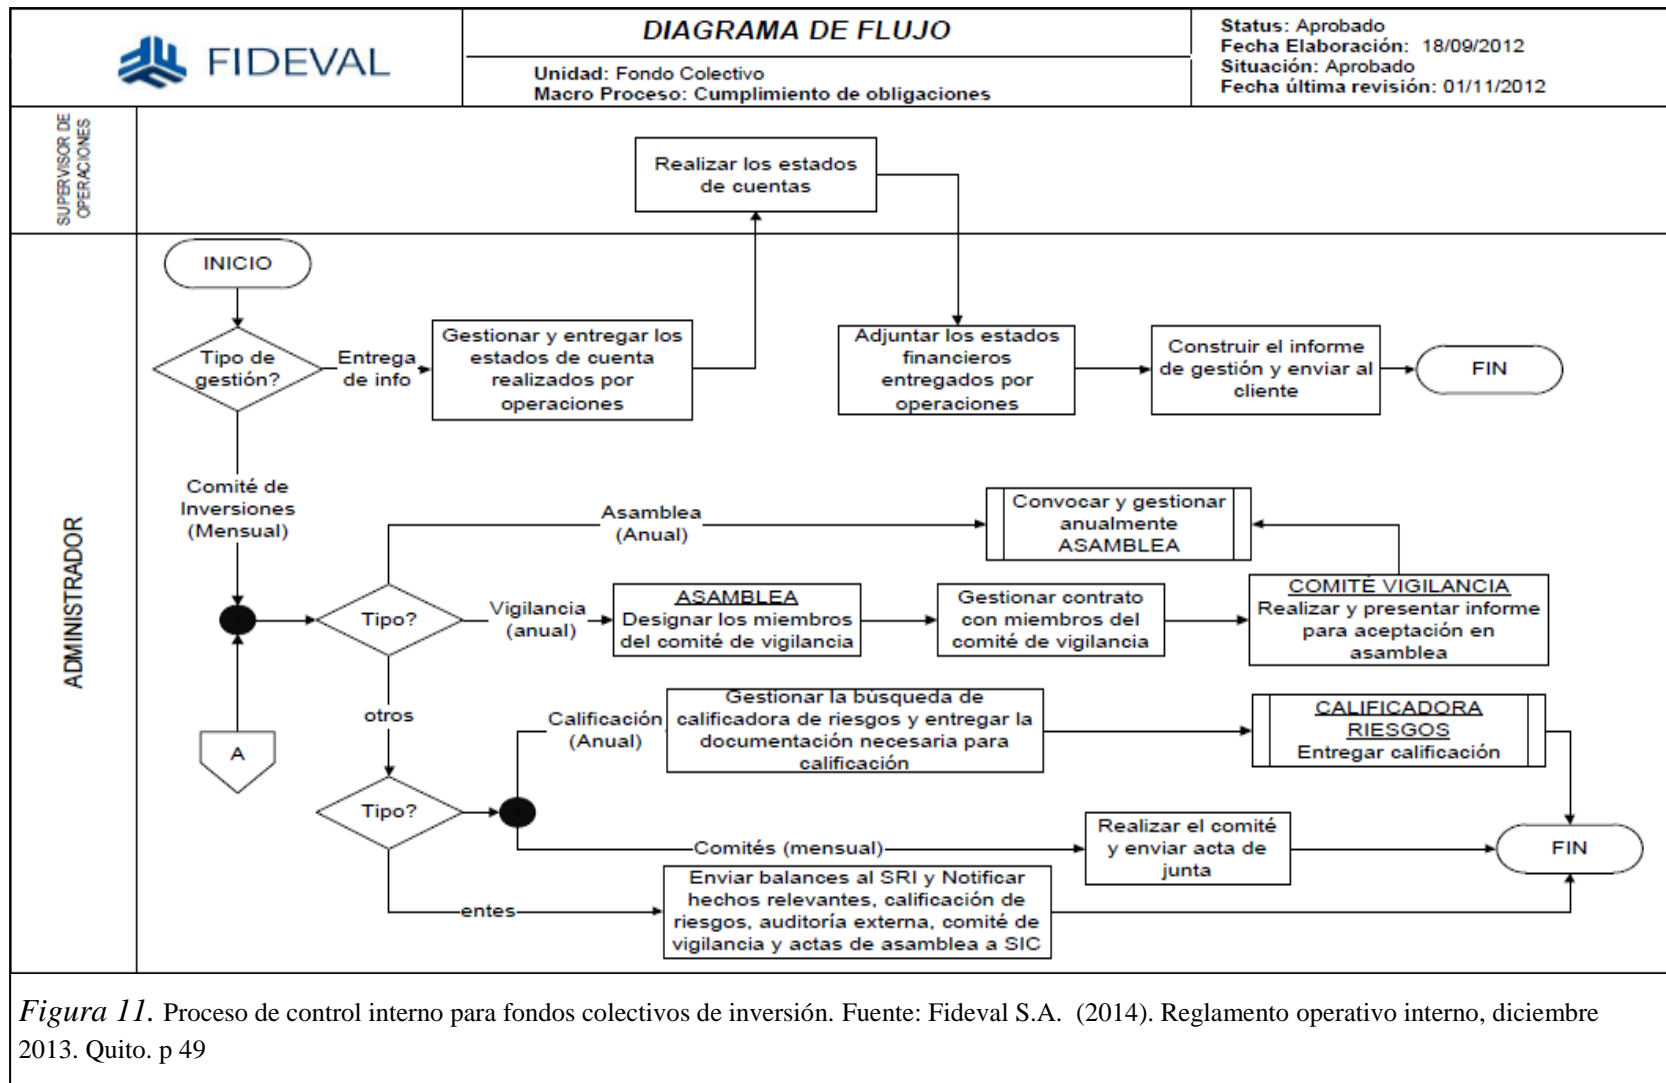 FIDEVAL
DIAGRAMA DE FLUJO
Unidad: Fondo Colectivo
Macro Proceso: Cumplimiento de obligaciones
Status: Aprobado
Fecha Elaboración: 18/09/2012
Situación: Aprobado
Fecha última revisión: 01/11/2012
SUPERVISOR DE
OPERACIONES
Realizar los estados
de cuentas
ADMINISTRADOR
INICIO
Tipo de
gestión?
Entrega
de info
Gestionar y entregar los
estados de cuenta
realizados por
operaciones
Adjuntar los estados
financieros
entregados por
operaciones
Construir el informe
de gestión y enviar al
cliente
FIN
Comité de
Inversiones
(Mensual)
Asamblea
(Anual)
Convocar y gestionar
anualmente
ASAMBLEA
Tipo?
Vigilancia
(anual)
ASAMBLEA
Designar los miembros
del comité de vigilancia
Gestionar contrato
con miembros del
comité de vigilancia
COMITÉ VIGILANCIA
Realizar y presentar informe
para aceptación en
asamblea
otros
A
Calificación
(Anual)
Gestionar la búsqueda de
calificadora de riesgos y entregar la
documentación necesaria para
calificación
CALIFICADORA
RIESGOS
Entregar calificación
Tipo?
Comités (mensual)
Realizar el comité
y enviar acta de
junta
FIN
entes
Enviar balances al SRI y Notificar
hechos relevantes, calificación de
riesgos, auditoría externa, comité de
vigilancia y actas de asamblea a SIC
Figura 11. Proceso de control interno para fondos colectivos de inversión. Fuente: Fideval S.A. (2014). Reglamento operativo interno, diciembre
2013. Quito. p 49